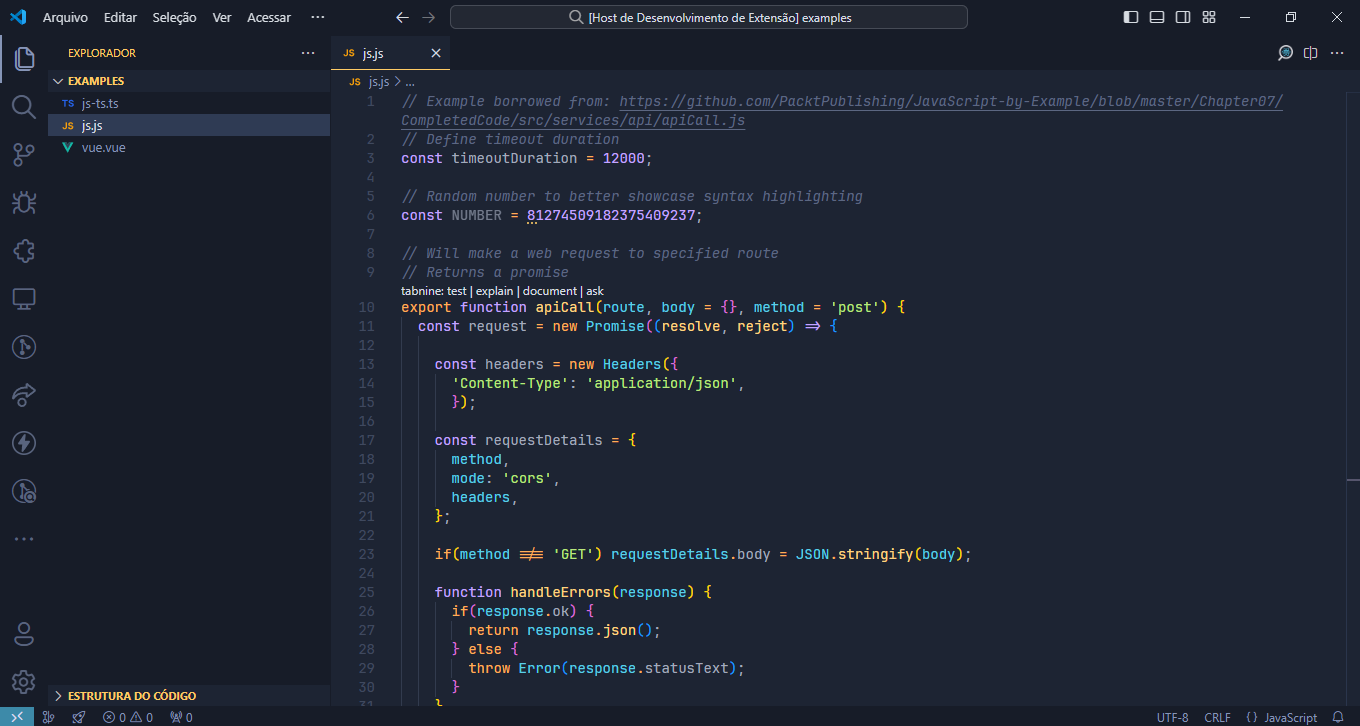 Arquivo Editar Seleção Ver Acessar ··· [Host de Desenvolvimento de Extensão] examples
EXPLORADOR ···
EXAMPLES
TS js-ts.ts
JS js.js
vue.vue
ESTRUTURA DO CÓDIGO
JS js.js
JS js.js > ...
1 // Example borrowed from: https://github.com/PacktPublishing/JavaScript-by-Example/blob/master/Chapter07/
CompletedCode/src/services/api/apiCall.js
2 // Define timeout duration
3 const timeoutDuration = 12000;
4
5 // Random number to better showcase syntax highlighting
6 const NUMBER = 81274509182375409237;
7
8 // Will make a web request to specified route
9 // Returns a promise
tabnine: test | explain | document | ask
10 export function apiCall(route, body = {}, method = 'post') {
11 const request = new Promise((resolve, reject) => {
12
13 const headers = new Headers({
14 'Content-Type': 'application/json',
15 });
16
17 const requestDetails = {
18 method,
19 mode: 'cors',
20 headers,
21 };
22
23 if(method !== 'GET') requestDetails.body = JSON.stringify(body);
24
25 function handleErrors(response) {
26 if(response.ok) {
27 return response.json();
28 } else {
29 throw Error(response.statusText);
30 }
31 }
0 0 0 UTF-8 CRLF {} JavaScript